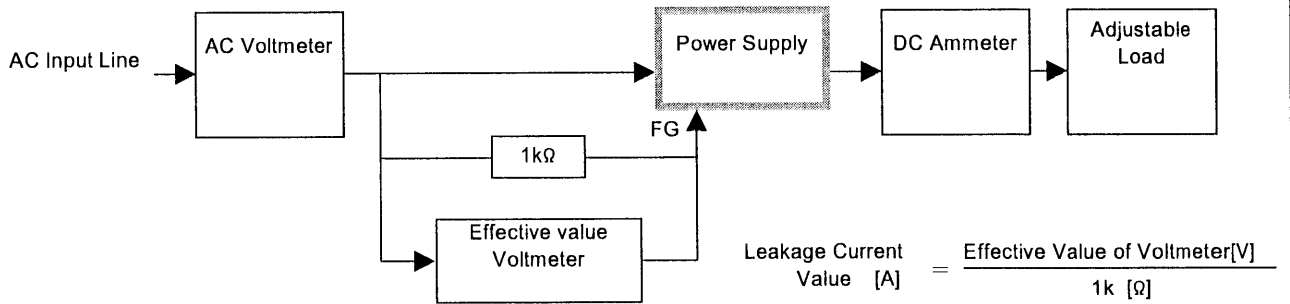 AC Input Line
AC Voltmeter
Power Supply
DC Ammeter
Adjustable
Load
FG
1kΩ
Effective value
Voltmeter
Leakage Current
Value [A]
=
Effective Value of Voltmeter[V]
1k [Ω]